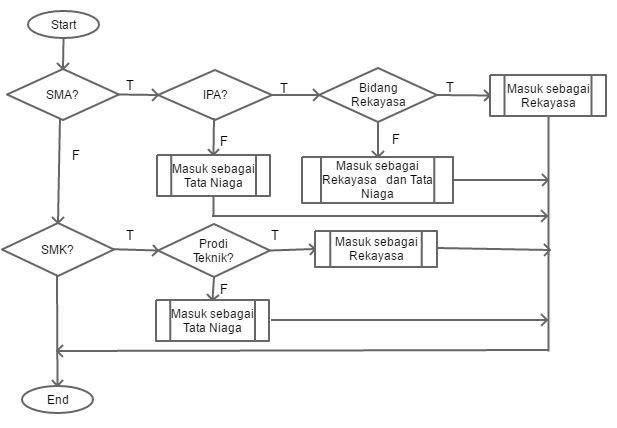 Start
SMA?
T
IPA?
T
Bidang
Rekayasa
T
Masuk sebagai
Rekayasa
F
F
F
Masuk sebagai
Tata Niaga
Masuk sebagai
Rekayasa dan Tata
Niaga
SMK?
T
Prodi
Teknik?
T
Masuk sebagai
Rekayasa
F
Masuk sebagai
Tata Niaga
End